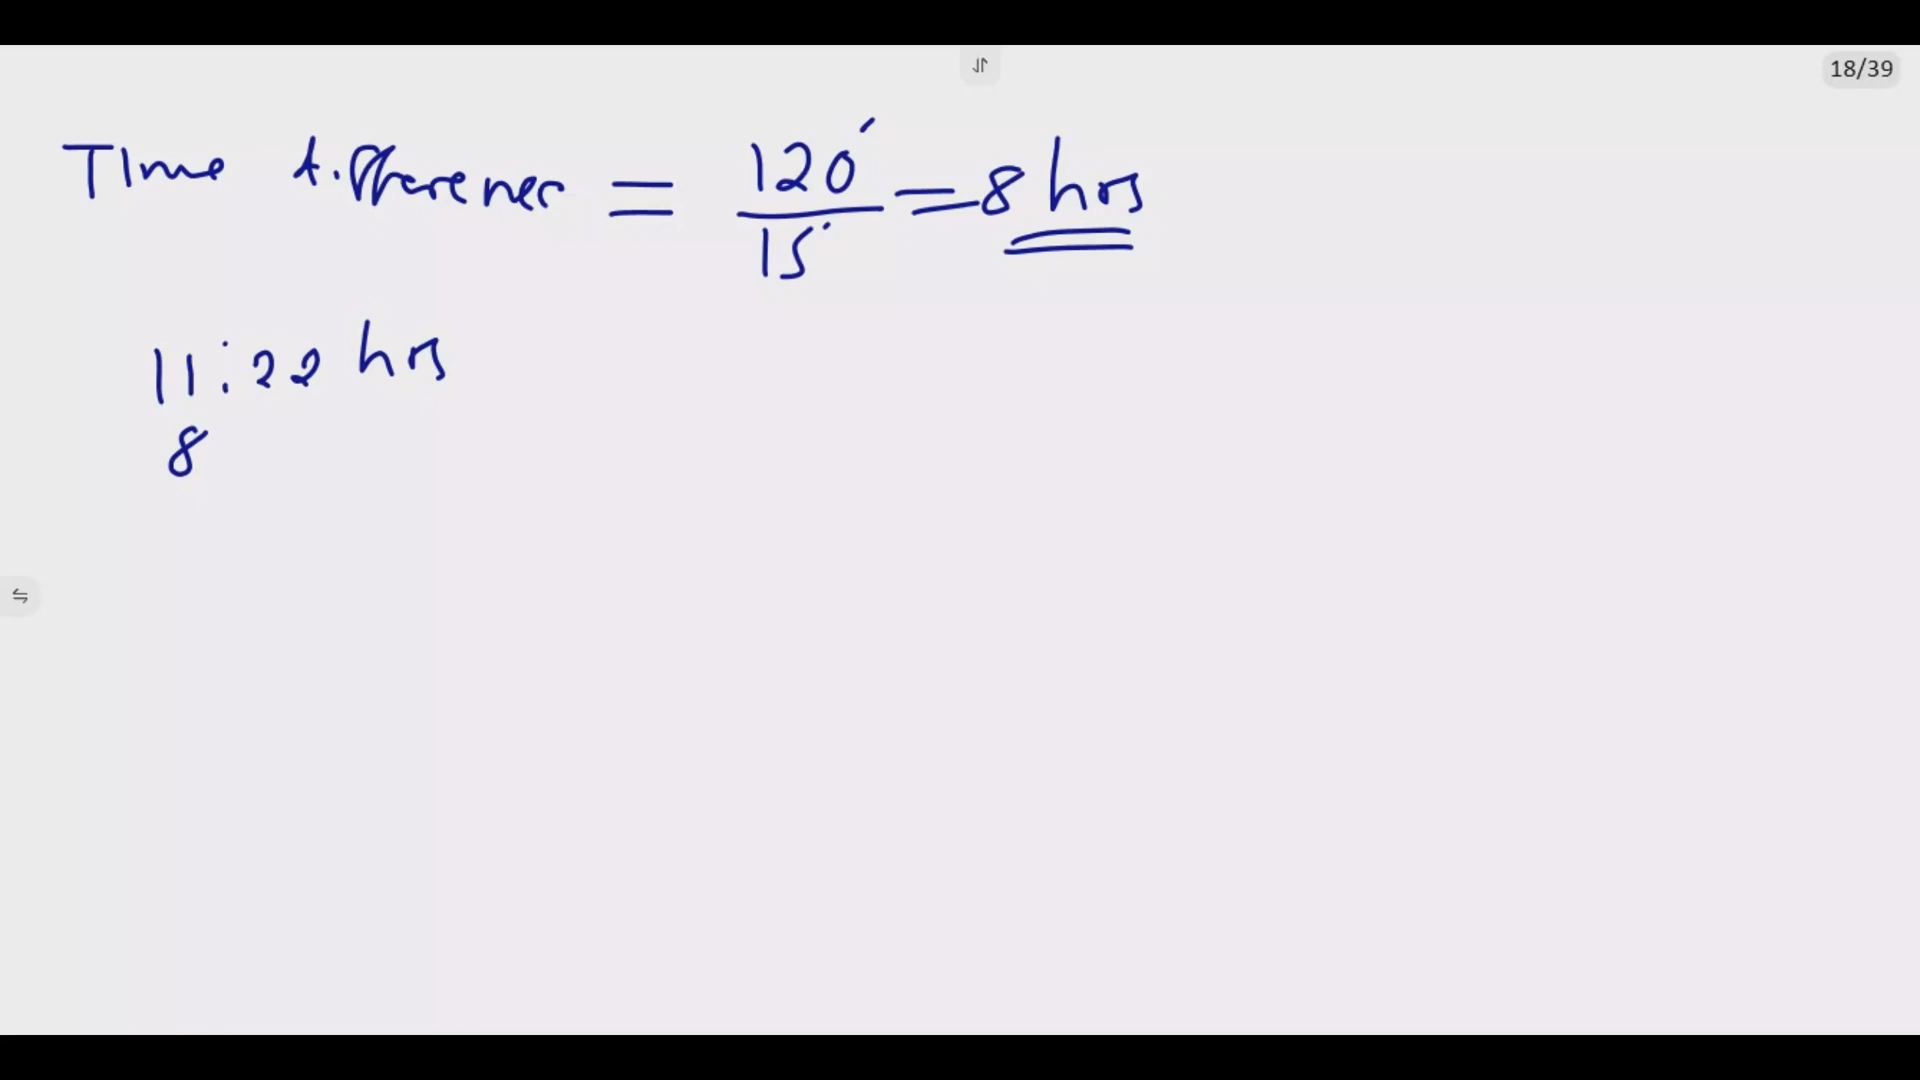 18/39
Time difference = 120°/15° = 8 hrs
11:22 hrs
8